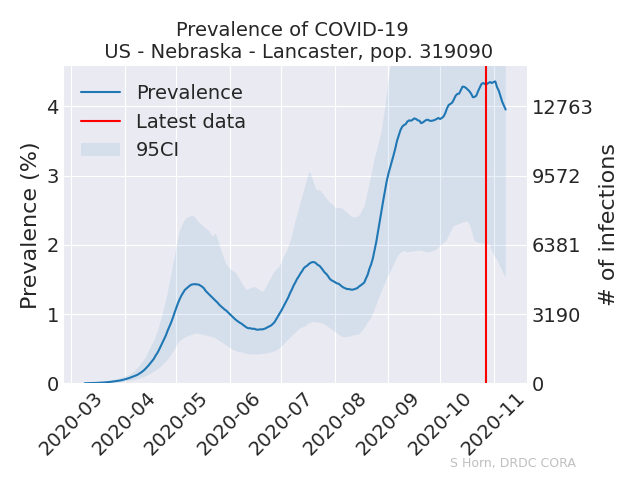 Prevalence of COVID-19
US - Nebraska - Lancaster, pop. 319090
Prevalence
Latest data
95CI
Prevalence (%)
4
3
2
1
0
12763
9572
6381
3190
0
# of infections
2020-03
2020-04
2020-05
2020-06
2020-07
2020-08
2020-09
2020-10
2020-11
S Horn, DRDC CORA